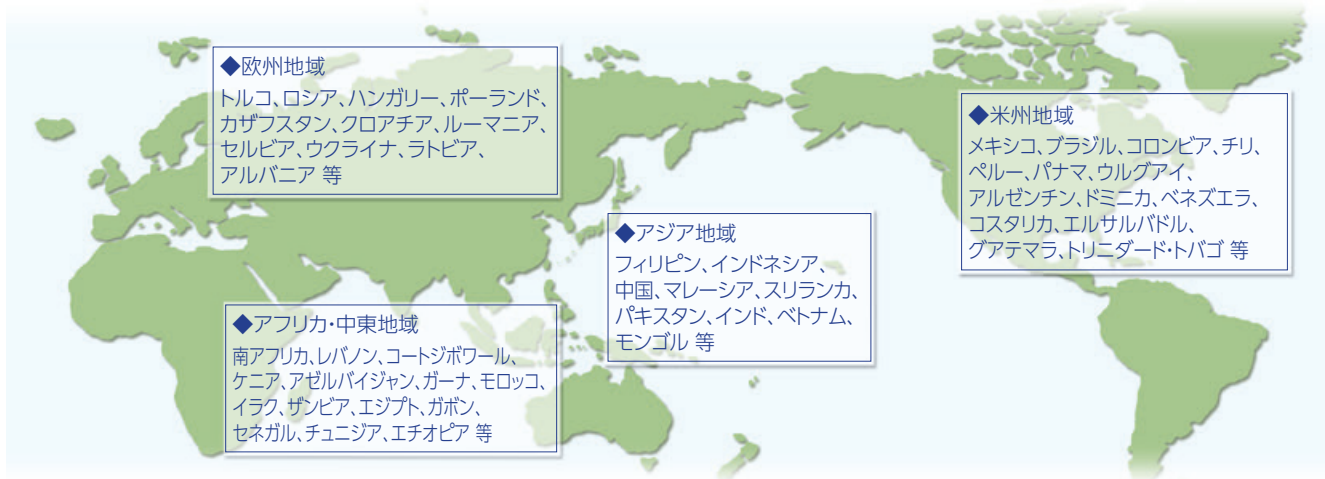 ◆欧州地域
トルコ、ロシア、ハンガリー、ポーランド、
カザフスタン、クロアチア、ルーマニア、
セルビア、ウクライナ、ラトビア、
アルバニア 等
◆米州地域
メキシコ、ブラジル、コロンビア、チリ、
ペルー、パナマ、ウルグアイ、
アルゼンチン、ドミニカ、ベネズエラ、
コスタリカ、エルサルバドル、
グアテマラ、トリニダード・トバゴ 等
◆アジア地域
フィリピン、インドネシア、
中国、マレーシア、スリランカ、
パキスタン、インド、ベトナム、
モンゴル 等
◆アフリカ・中東地域
南アフリカ、レバノン、コートジボワール、
ケニア、アゼルバイジャン、ガーナ、モロッコ、
イラク、ザンビア、エジプト、ガボン、
セネガル、チュニジア、エチオピア 等